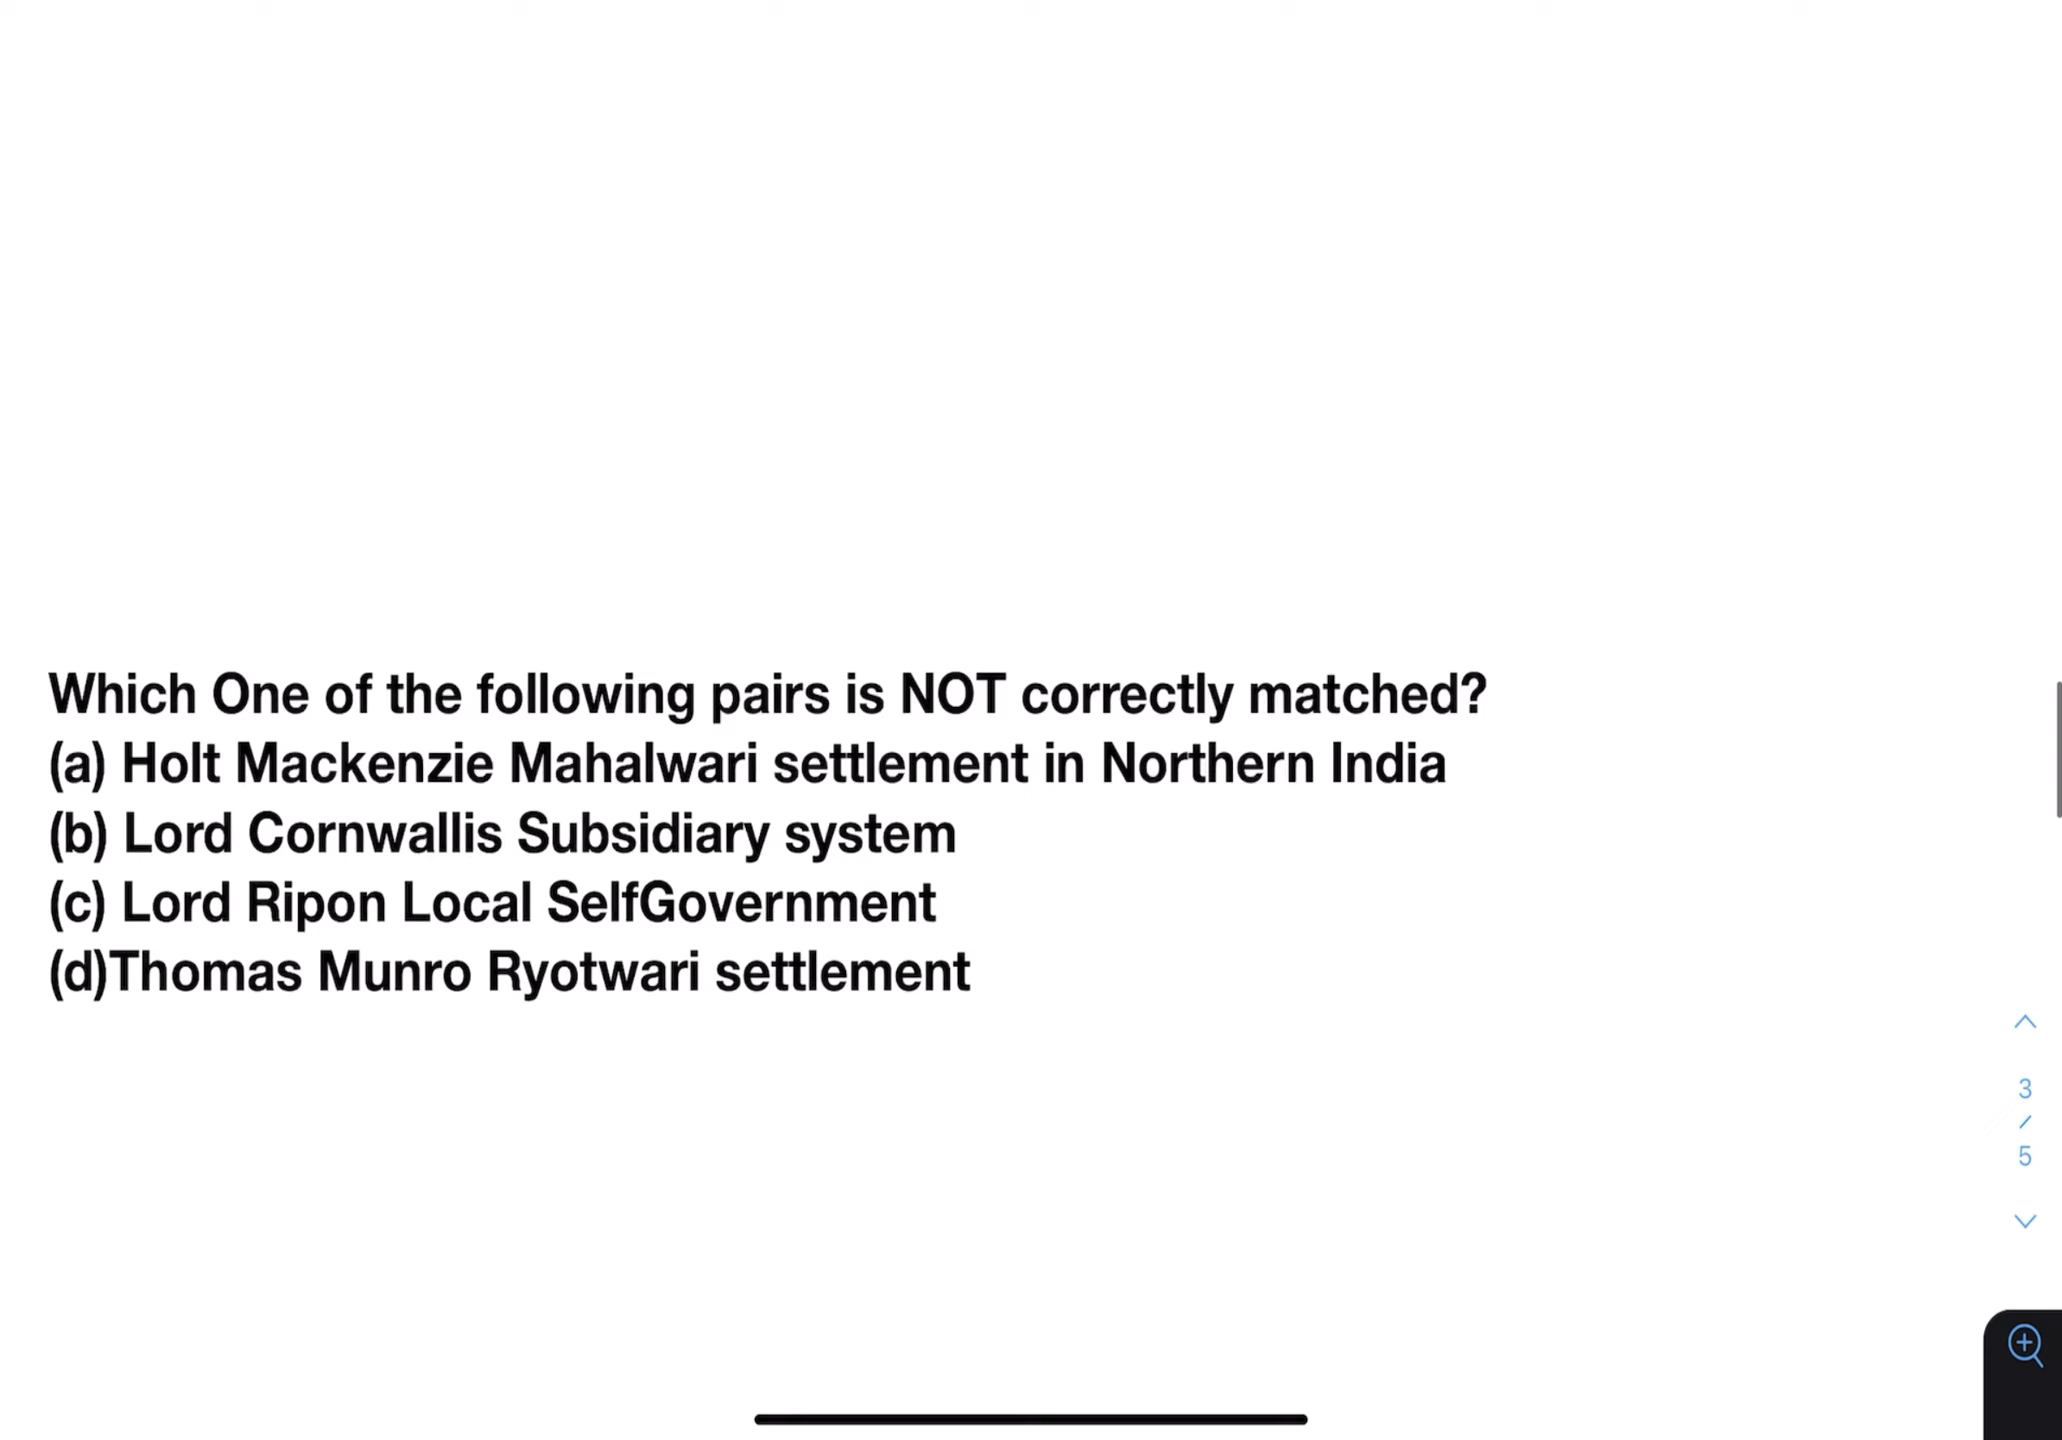 Which One of the following pairs is NOT correctly matched?
(a) Holt Mackenzie Mahalwari settlement in Northern India
(b) Lord Cornwallis Subsidiary system
(c) Lord Ripon Local SelfGovernment
(d)Thomas Munro Ryotwari settlement
3
/
5